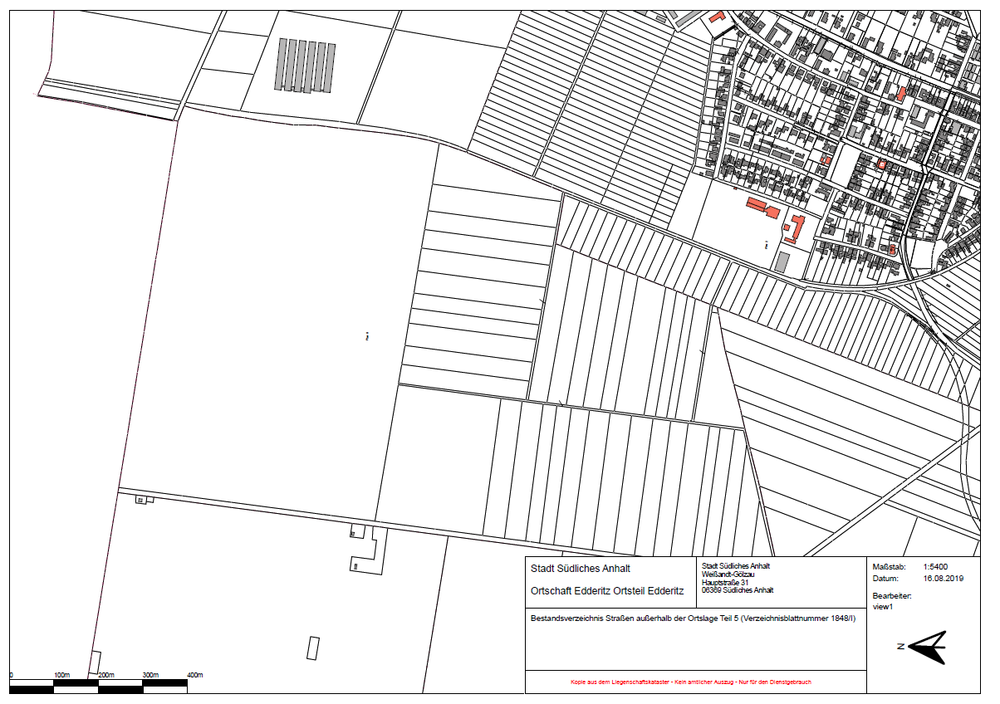 Stadt Südliches Anhalt
Ortschaft Edderitz Ortsteil Edderitz
Stadt Südliches Anhalt
Weißandt-Gölzau
Hauptstraße 31
06369 Südliches Anhalt
Maßstab: 1:5400
Datum: 16.08.2019
Bearbeiter:
view1
Bestandsverzeichnis Straßen außerhalb der Ortslage Teil 5 (Verzeichnisblattnummer 1848/I)
N
Kopie aus dem Liegenschaftskataster - Kein amtlicher Auszug - Nur für den Dienstgebrauch
0 100m 200m 300m 400m